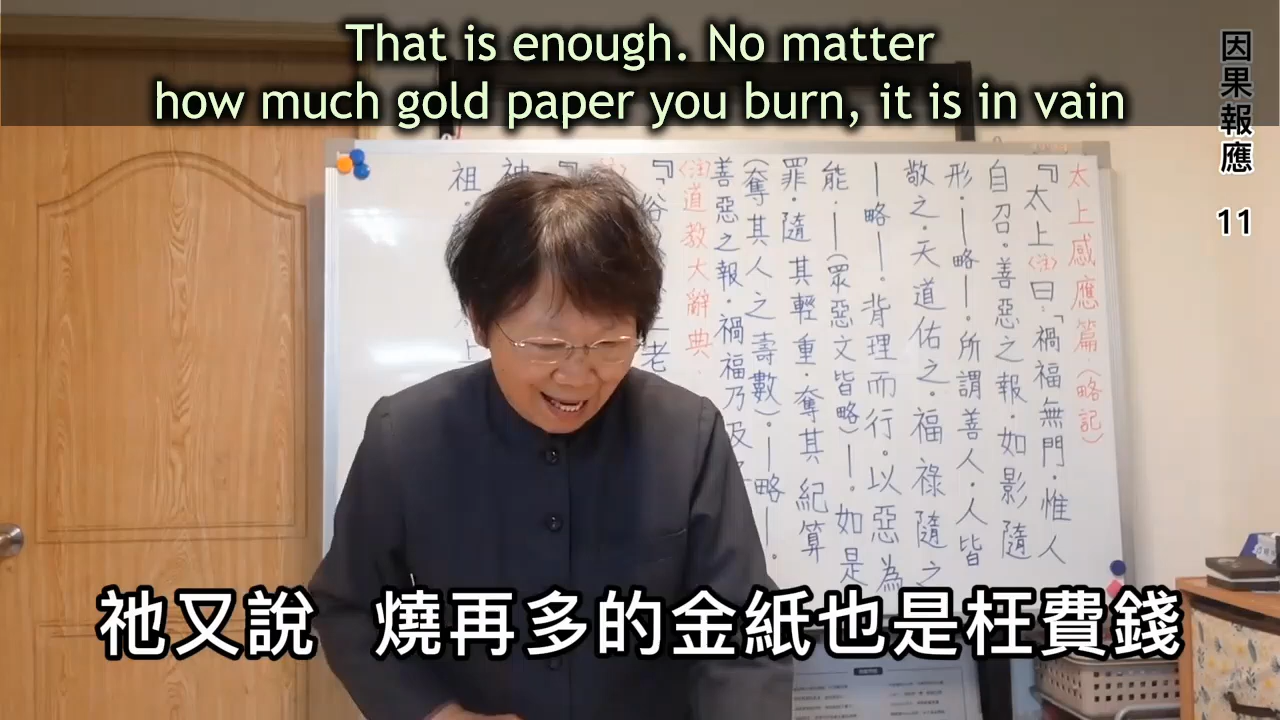 That is enough. No matter
how much gold paper you burn, it is in vain
因果報應 11
太上感應篇(略記)
『太上〈注〉曰:「禍福無門·惟人
自召·善惡之報·如影隨
形·——略—·所謂善人·人皆
敬之·天道佑之·福祿隨之
—略—·背理而行·以惡為
能·—(眾惡文皆略)—·如是
罪·隨其輕重·奪其紀算
(奪其人之壽數)·—略—·
善惡之報·禍福乃
〈注〉道教大辭典
『俗
老
『
神
祖
上
祂又說 燒再多的金紙也是枉費錢